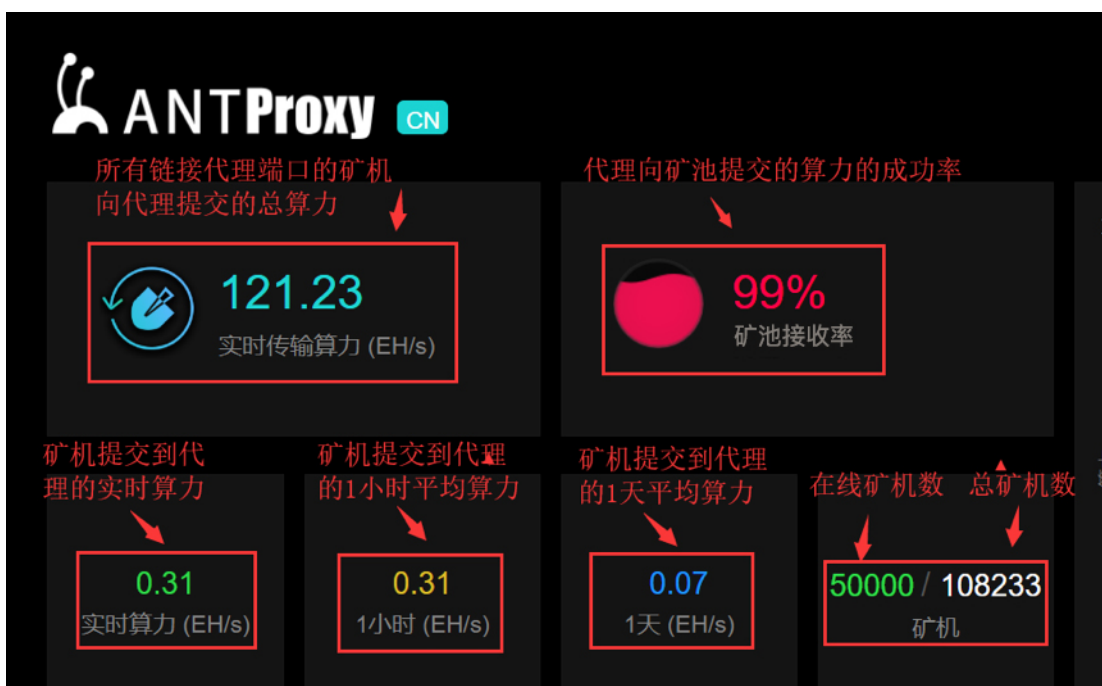 ANTProxy CN
所有链接代理端口的矿机
向代理提交的总算力
代理向矿池提交的算力的成功率
121.23
实时传输算力 (EH/s)
99%
矿池接收率
矿机提交到代
理的实时算力
矿机提交到代理
的1小时平均算力
矿机提交到代理
的1天平均算力
在线矿机数 总矿机数
0.31
实时算力 (EH/s)
0.31
1小时 (EH/s)
0.07
1天 (EH/s)
50000 / 108233
矿机